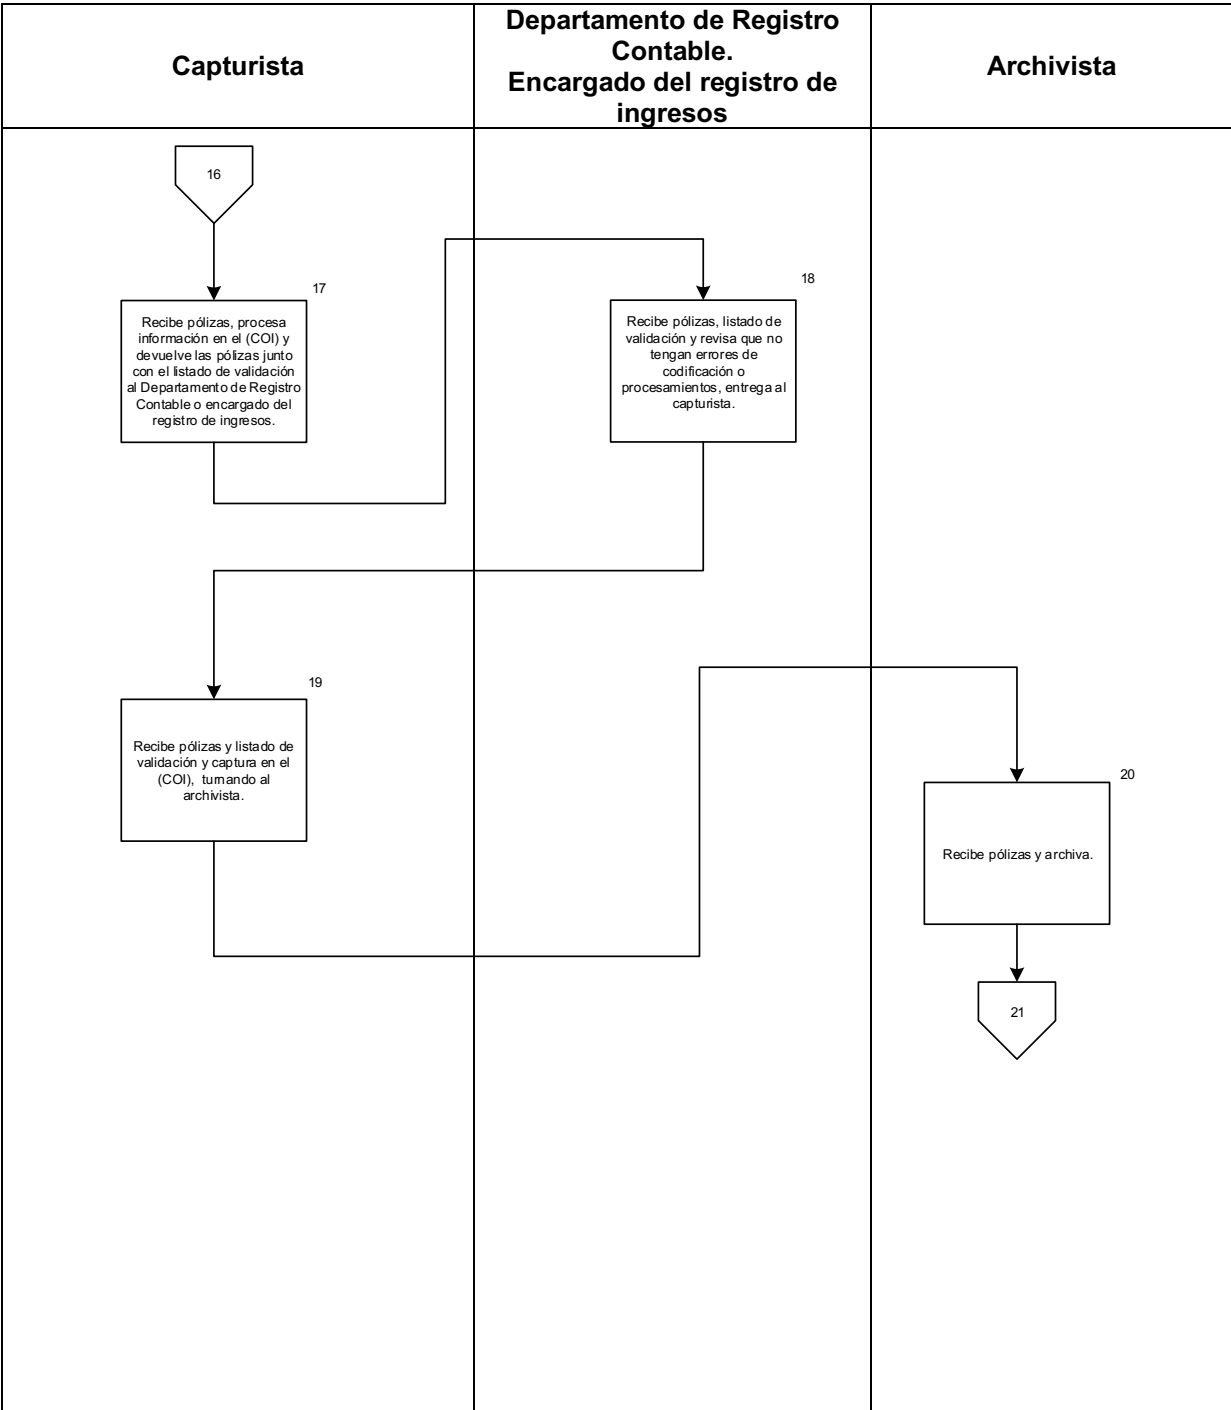 Capturista
Departamento de Registro
Contable.
Encargado del registro de
ingresos
Archivista
16
17
Recibe pólizas, procesa
información en el (COI) y
devuelve las pólizas junto
con el listado de validación
al Departamento de Registro
Contable o encargado del
registro de ingresos.
18
Recibe pólizas, listado de
validación y revisa que no
tengan errores de
codificación o
procesamientos, entrega al
capturista.
19
Recibe pólizas y listado de
validación y captura en el
(COI), turnando al
archivista.
20
Recibe pólizas y archiva.
21